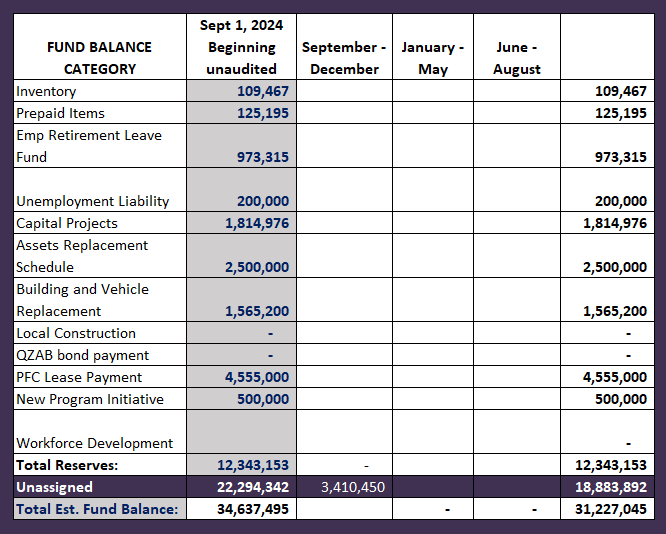 FUND BALANCE CATEGORY Sept 1, 2024 Beginning unaudited September - December January - May June - August
Inventory 109,467 109,467
Prepaid Items 125,195 125,195
Emp Retirement Leave
Fund 973,315 973,315
Unemployment Liability 200,000 200,000
Capital Projects 1,814,976 1,814,976
Assets Replacement
Schedule 2,500,000 2,500,000
Building and Vehicle
Replacement 1,565,200 1,565,200
Local Construction - -
QZAB bond payment - -
PFC Lease Payment 4,555,000 4,555,000
New Program Initiative 500,000 500,000
Workforce Development -
Total Reserves: 12,343,153 - 12,343,153
Unassigned 22,294,342 3,410,450 18,883,892
Total Est. Fund Balance: 34,637,495 - - 31,227,045